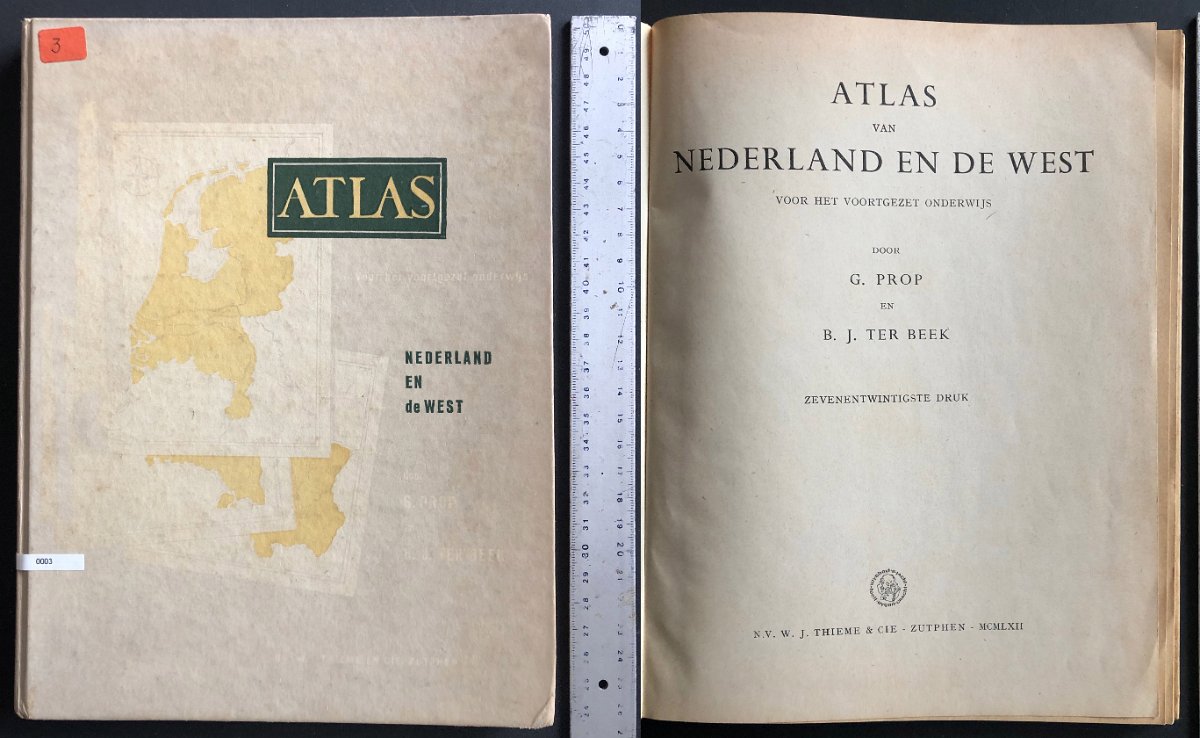 3
ATLAS
NEDERLAND
EN
de WEST
0003
ATLAS
VAN
NEDERLAND EN DE WEST
VOOR HET VOORTGEZET ONDERWIJS
DOOR
G. PROP
EN
B. J. TER BEEK
ZEVENENTWINTIGSTE DRUK
N.V. W. J. THIEME & CIE - ZUTPHEN - MCMLXII